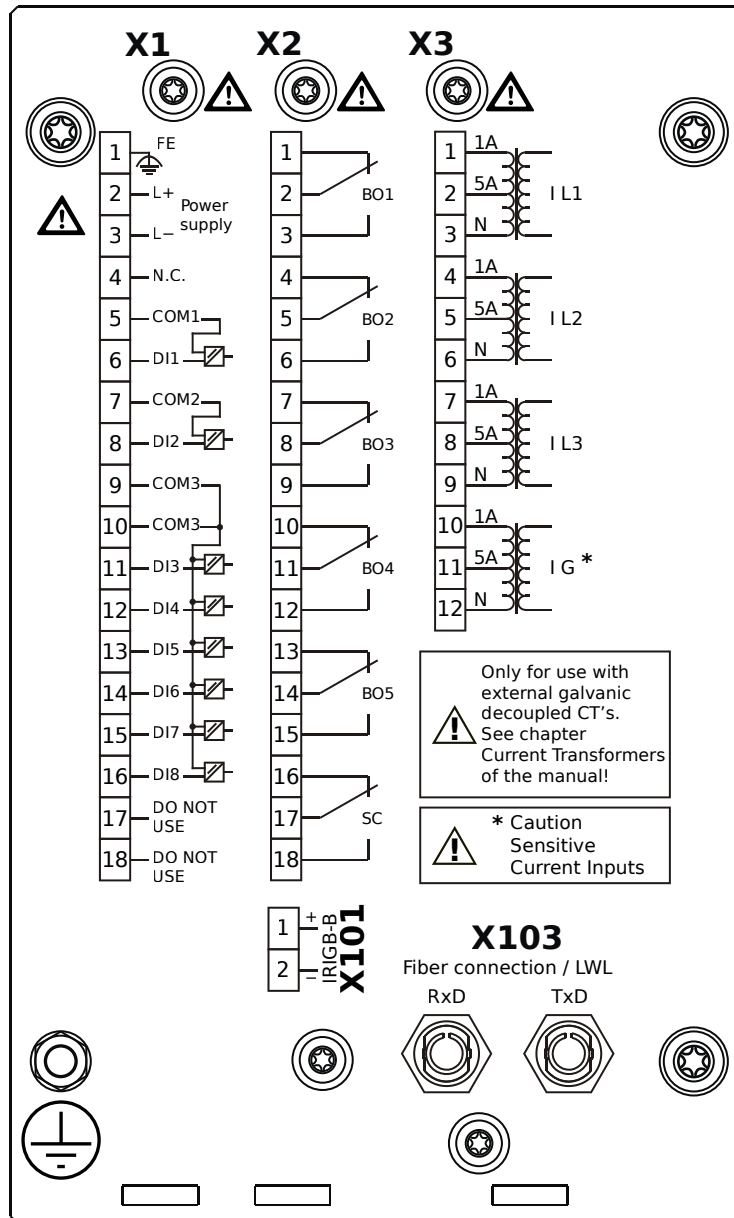 X1 X2 X3
1 FE
2 L+ Power supply
3 L−
4 N.C.
5 COM1
6 DI1
7 COM2
8 DI2
9 COM3
10 COM3
11 DI3
12 DI4
13 DI5
14 DI6
15 DI7
16 DI8
17 DO NOT
USE
18 DO NOT
USE
1
2 BO1
3
4
5 BO2
6
7
8 BO3
9
10
11 BO4
12
13
14 BO5
15
16
17 SC
18
1 1A
2 5A I L1
3 N
4 1A
5 5A I L2
6 N
7 1A
8 5A I L3
9 N
10 1A
11 5A I G *
12 N
Only for use with
external galvanic
decoupled CT's.
See chapter
Current Transformers
of the manual!
* Caution
Sensitive
Current Inputs
1 +
2 −
IRIGB-B
X101
X103
Fiber connection / LWL
RxD TxD